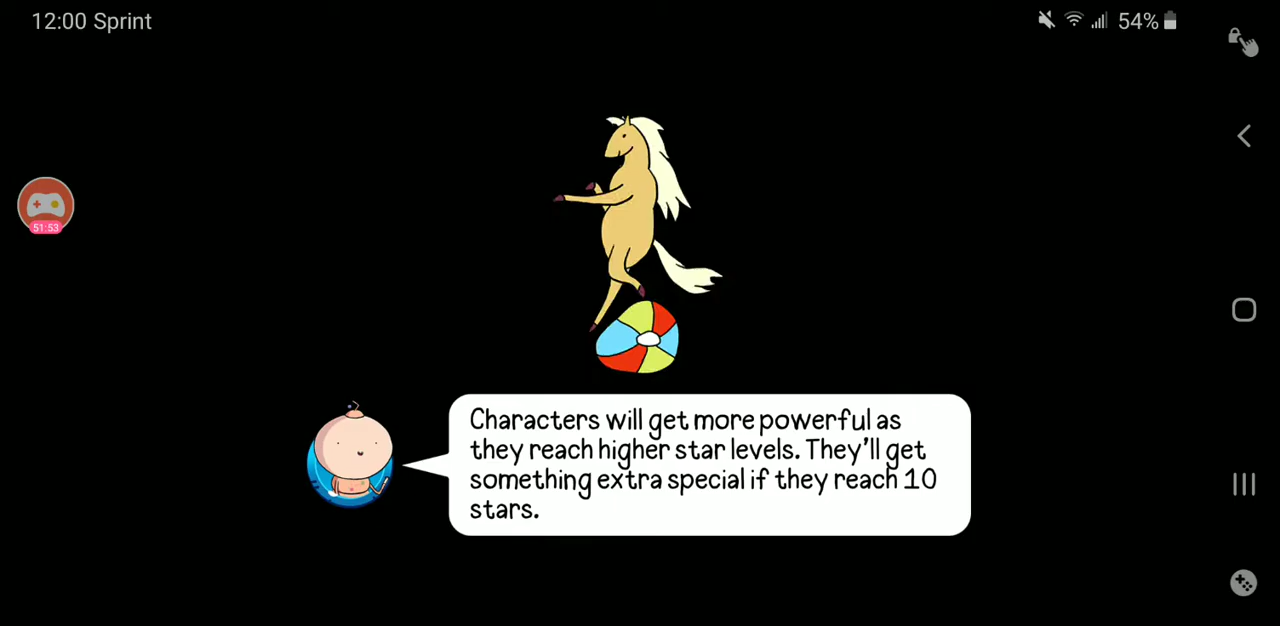 12:00 Sprint
54%
51:53
Characters will get more powerful as
they reach higher star levels. They'll get
something extra special if they reach 10
stars.